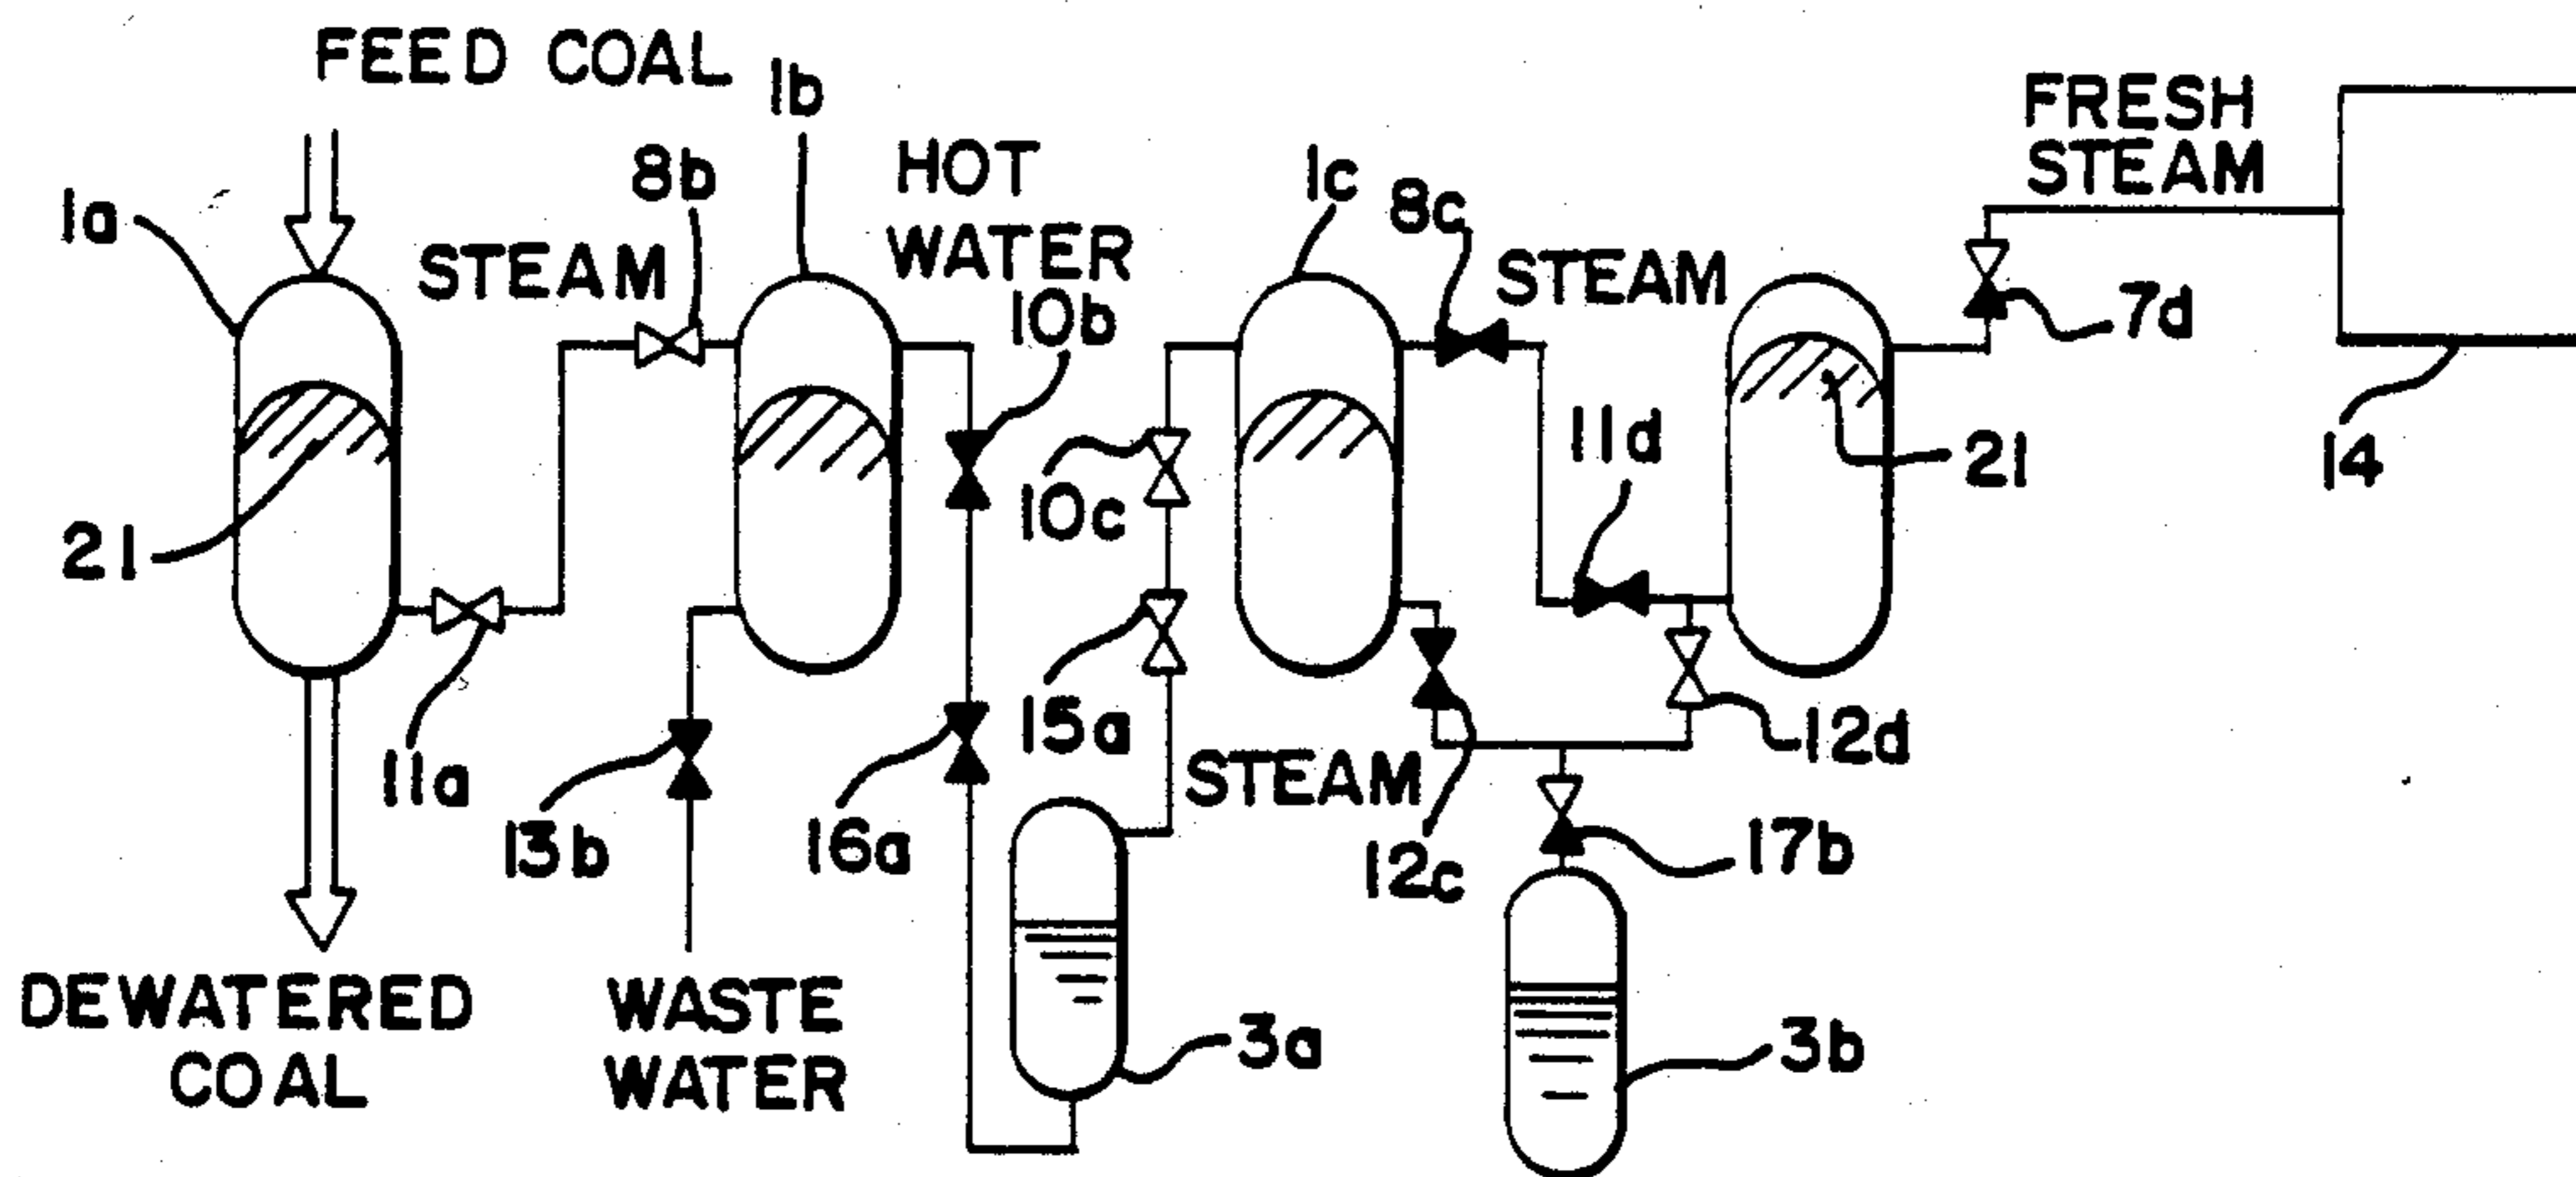 FEED COAL
1b
8b
HOT
WATER
10b
1a
STEAM
1c
8c
STEAM
FRESH
STEAM
7d
11d
21
14
10c
21
15a
12d
11a
13b
16a
STEAM
12c
17b
DEWATERED
COAL
WASTE
WATER
3a
3b